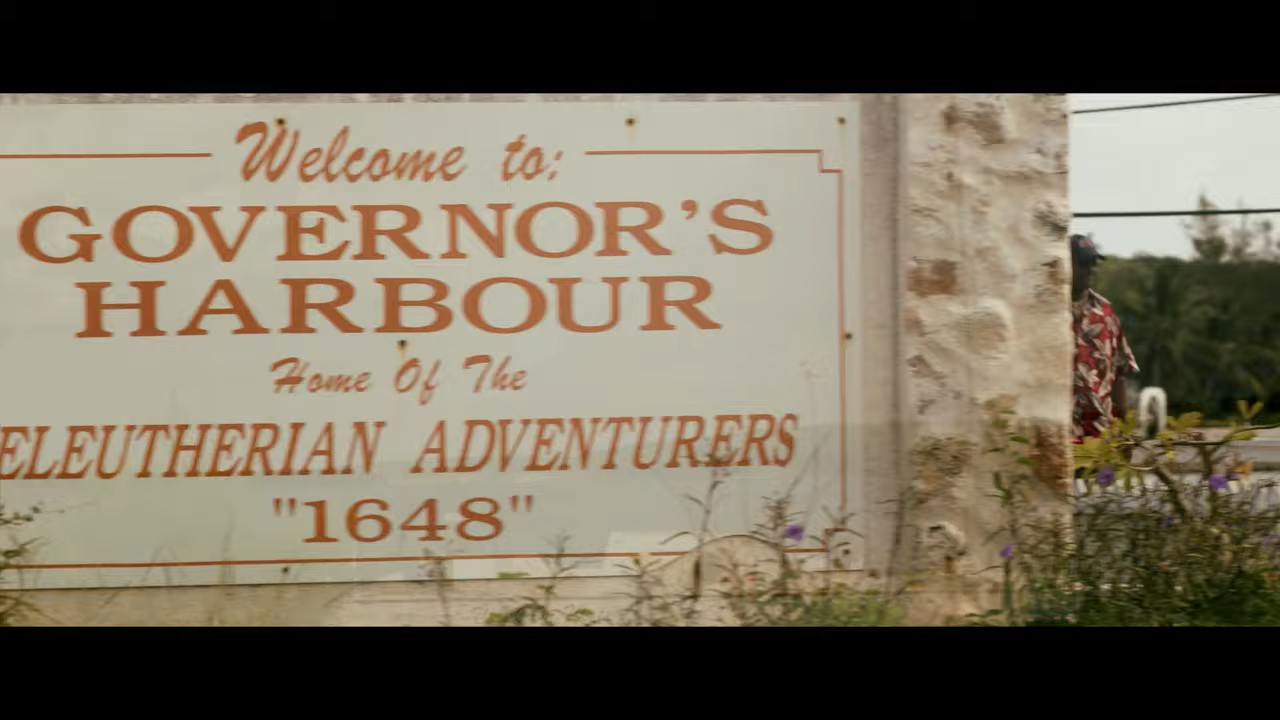 Welcome to:
GOVERNOR'S
HARBOUR
Home Of The
ELEUTHERIAN ADVENTURERS
"1648"